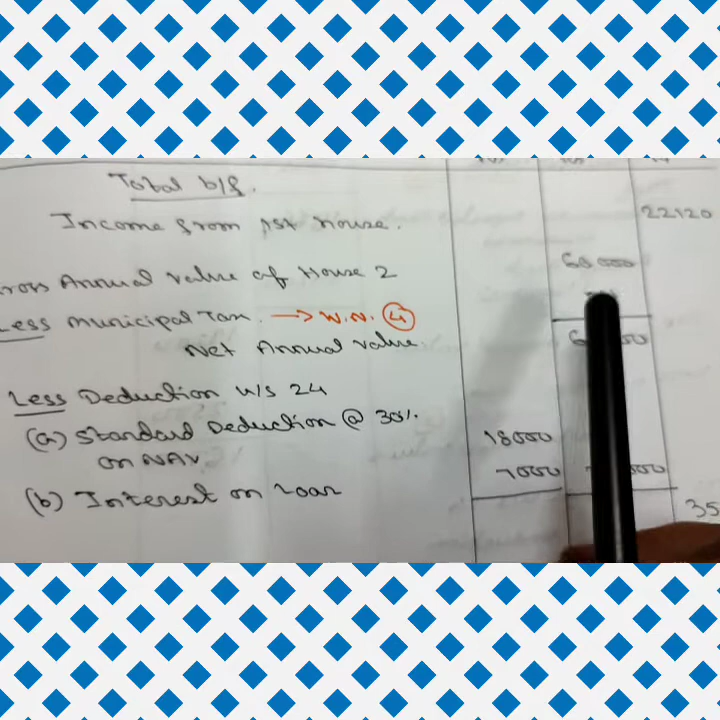 Total b/f.
Income from 1st House. 22120
Gross Annual Value of House 2 60000
Less Municipal Tax. → W.N. 4
Net Annual Value.
Less Deduction u/s 24
(a) Standard Deduction @ 30%.
on NAV 18000
(b) Interest on Loan 7000
35